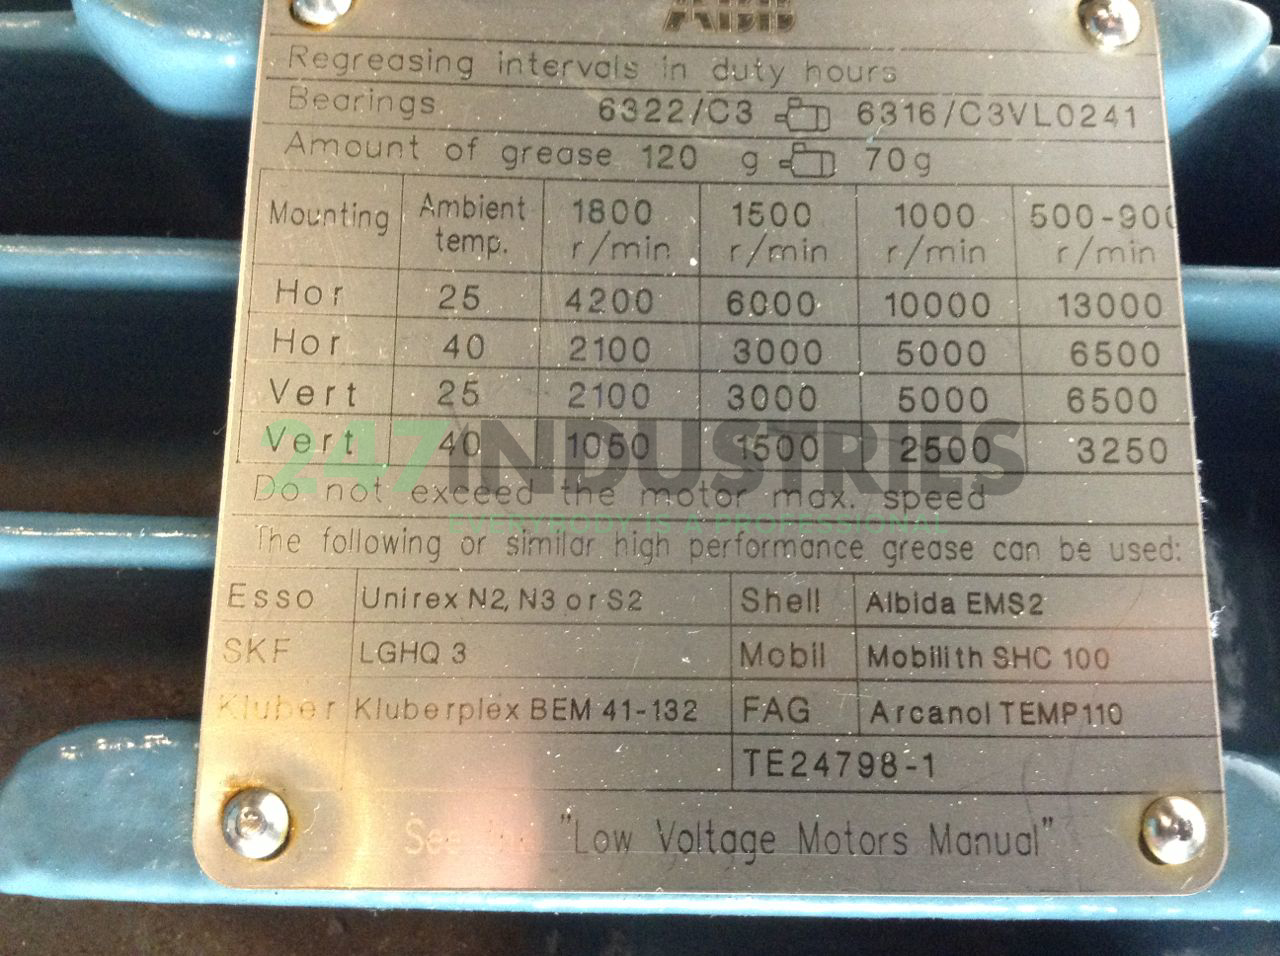 ABB
Regreasing intervals in duty hours
Bearings 6322/C3 6316/C3VL0241
Amount of grease 120 g 70g
Mounting Ambient temp. 1800 r/min 1500 r/min 1000 r/min 500-900 r/min
Hor 25 4200 6000 10000 13000
Hor 40 2100 3000 5000 6500
Vert 25 2100 3000 5000 6500
Vert 40 1050 1500 2500 3250
247INDUSTRIES
Do not exceed the motor max. speed
EVERYBODY IS A PROFESSIONAL
The following or similar high performance grease can be used:
Esso Unirex N2, N3 or S2 Shell Albida EMS2
SKF LGHQ 3 Mobil Mobilith SHC 100
Kluber Kluberplex BEM 41-132 FAG Arcanol TEMP110
TE24798-1
"Low Voltage Motors Manual"